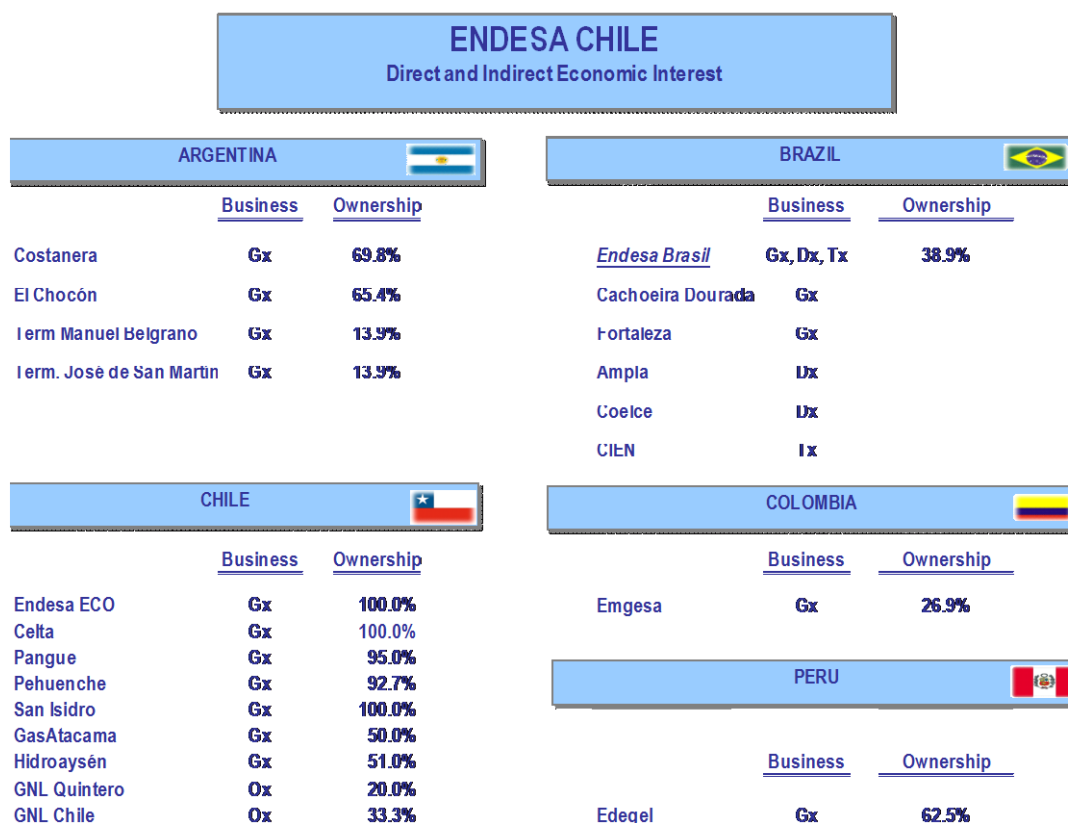 ENDESA CHILE
Direct and Indirect Economic Interest
ARGENTINA
Business Ownership
Costanera Gx 69.8%
El Chocón Gx 65.4%
Term Manuel Belgrano Gx 13.9%
Term. José de San Martín Gx 13.9%
BRAZIL
Business Ownership
Endesa Brasil Gx, Dx, Tx 38.9%
Cachoeira Dourada Gx
Fortaleza Gx
Ampla Dx
Coelce Dx
CIEN Tx
CHILE
Business Ownership
Endesa ECO Gx 100.0%
Celta Gx 100.0%
Pangue Gx 95.0%
Pehuenche Gx 92.7%
San Isidro Gx 100.0%
GasAtacama Gx 50.0%
Hidroaysén Gx 51.0%
GNL Quintero Ox 20.0%
GNL Chile Ox 33.3%
COLOMBIA
Business Ownership
Emgesa Gx 26.9%
PERU
Business Ownership
Edegel Gx 62.5%